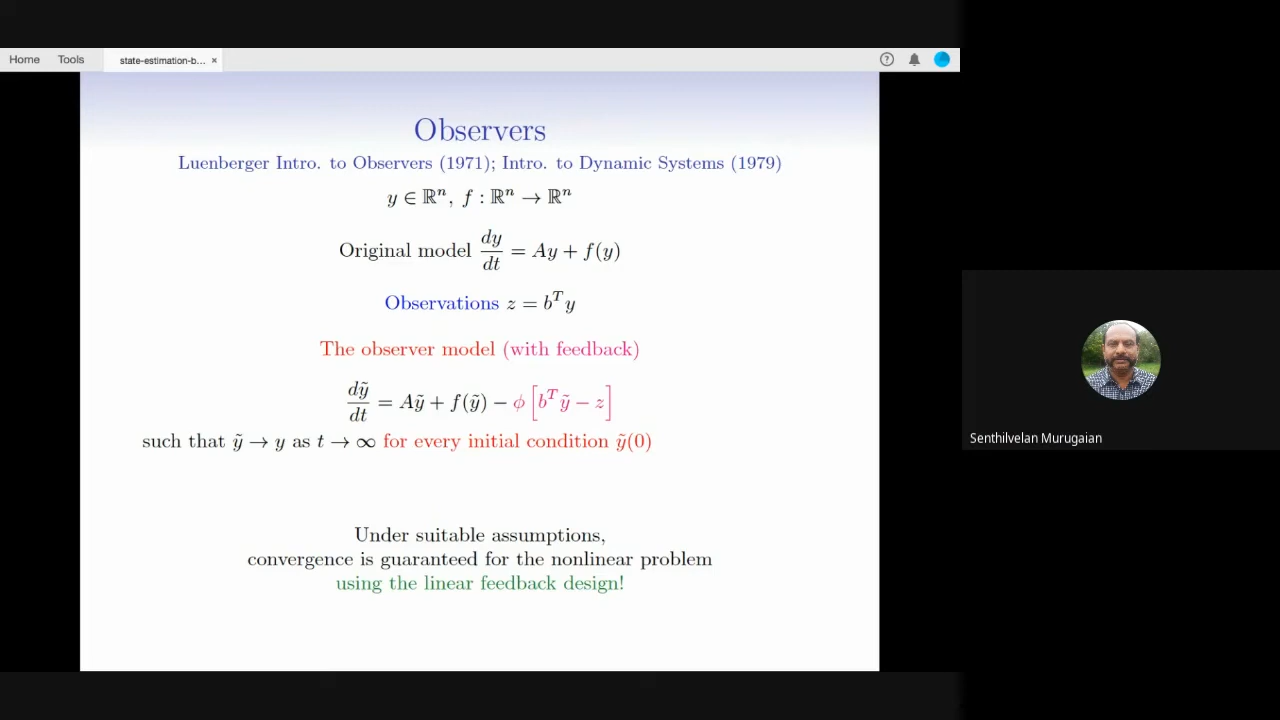 Home Tools state-estimation-b... ×
Observers
Luenberger Intro. to Observers (1971); Intro. to Dynamic Systems (1979)
y ∈ ℝⁿ, f : ℝⁿ → ℝⁿ
Original model dy/dt = Ay + f(y)
Observations z = bᵀy
The observer model (with feedback)
dỹ/dt = Aỹ + f(ỹ) − ϕ[bᵀỹ − z]
such that ỹ → y as t → ∞ for every initial condition ỹ(0)
Under suitable assumptions,
convergence is guaranteed for the nonlinear problem
using the linear feedback design!
Senthilvelan Murugaian